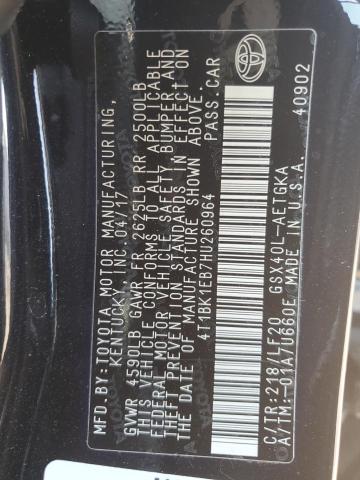 MFD. BY: TOYOTA MOTOR MANUFACTURING,
KENTUCKY, INC. 04/17
GVWR 4590LB GAWR FR 2625LB RR 2500LB
THIS VEHICLE CONFORMS TO ALL APPLICABLE
FEDERAL MOTOR VEHICLE SAFETY, BUMPER, AND
THEFT PREVENTION STANDARDS IN EFFECT ON
THE DATE OF MANUFACTURE SHOWN ABOVE.
4T1BK1EB7HU260964 PASS.CAR
C/TR:218/LF20 GSX40L-AETGKA
A/TM:-01A/U660E MADE IN U.S.A.
40902